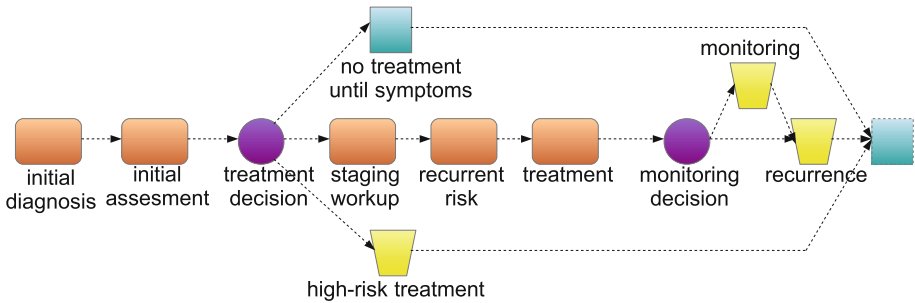 monitoring
no treatment
until symptoms
initial
diagnosis
initial
assesment
treatment
decision
staging
workup
recurrent
risk
treatment
monitoring
decision
recurrence
high-risk treatment